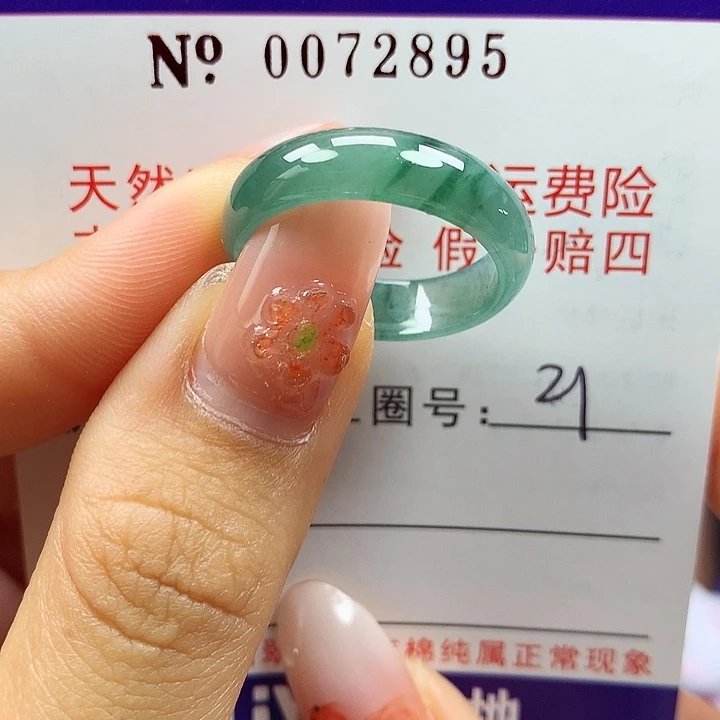 Nº 0072895
天然 运费险
假 赔四
圈号: 21
棉纯属正常现象